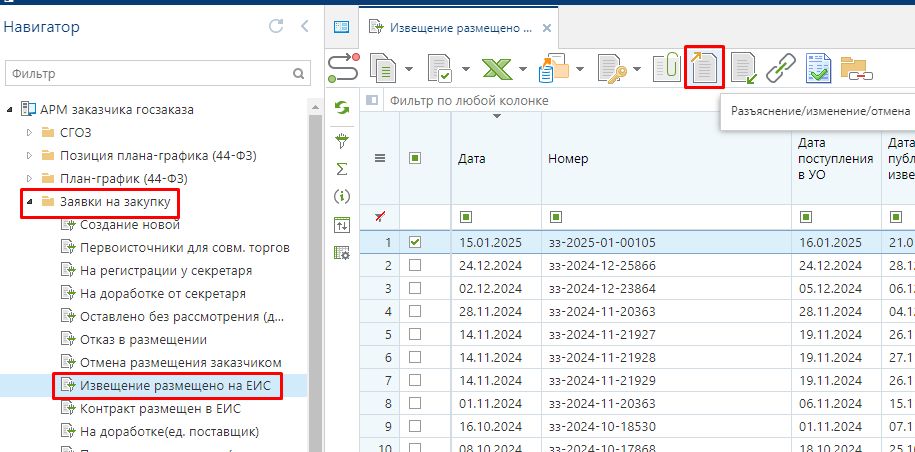 Навигатор
Извещение размещено ...
Фильтр
Фильтр по любой колонке
Разъяснение/изменение/отмена
АРМ заказчика госзаказа
СГОЗ
Позиция плана-графика (44-ФЗ)
План-график (44-ФЗ)
Заявки на закупку
Создание новой
Первоисточники для совм. торгов
На регистрации у секретаря
На доработке от секретаря
Оставлено без рассмотрения (д...
Отказ в размещении
Отмена размещения заказчиком
Извещение размещено на ЕИС
Контракт размещен в ЕИС
На доработке(ед. поставщик)
Дата Номер Дата поступления в УО Дата публ извец
1 15.01.2025 зз-2025-01-00105 16.01.2025 21.0
2 24.12.2024 зз-2024-12-25866 24.12.2024 28.1
3 02.12.2024 зз-2024-12-23864 05.12.2024 06.1
4 28.11.2024 зз-2024-11-20363 28.11.2024 04.1
5 14.11.2024 зз-2024-11-21927 19.11.2024 26.1
6 14.11.2024 зз-2024-11-21928 19.11.2024 27.1
7 14.11.2024 зз-2024-11-21929 19.11.2024 26.1
8 01.11.2024 зз-2024-11-20363 06.11.2024 15.1
9 16.10.2024 зз-2024-10-18530 01.11.2024 07.1
10 08.10.2024 зз-2024-10-17868 18.10.2024 25.10